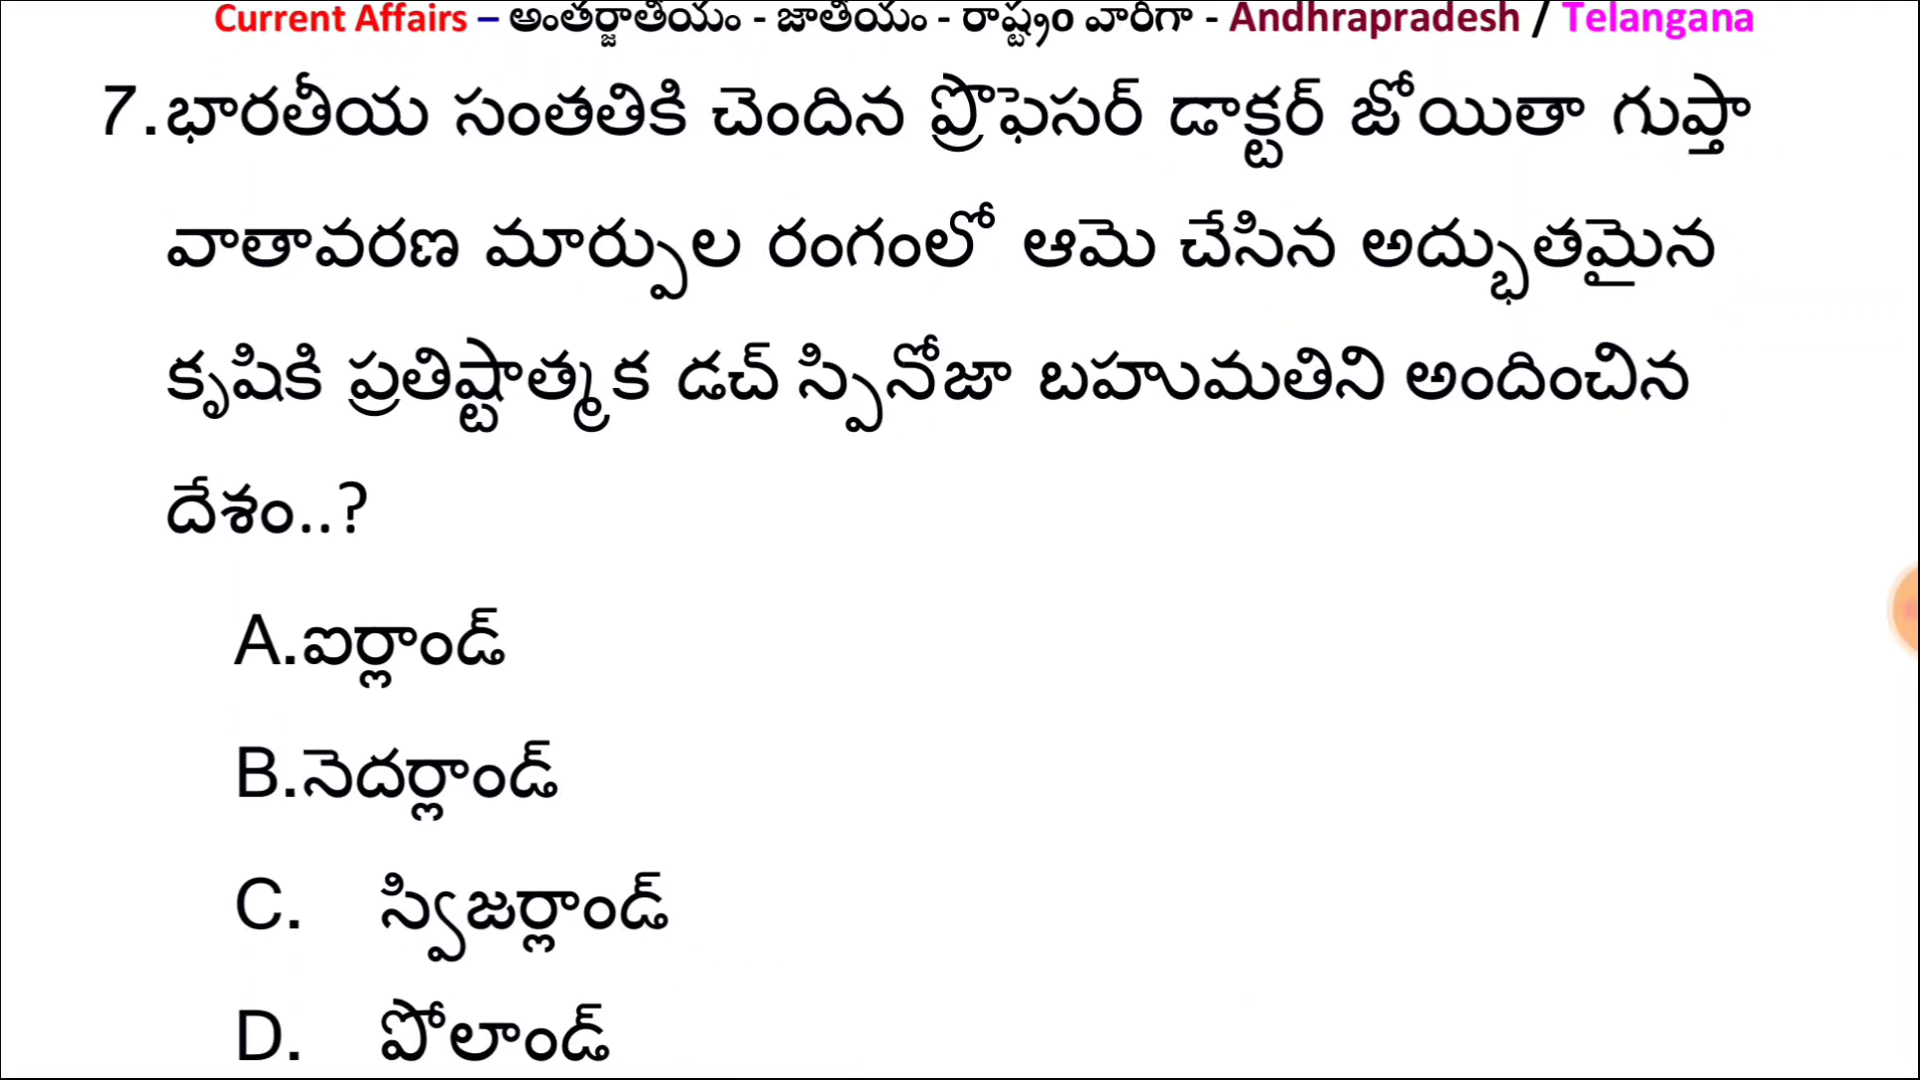 Current Affairs – అంతర్జాతీయం - జాతీయం - రాష్ట్రం వారీగా - Andhrapradesh / Telangana
7.భారతీయ సంతతికి చెందిన ప్రొఫెసర్ డాక్టర్ జోయితా గుప్తా
వాతావరణ మార్పుల రంగంలో ఆమె చేసిన అద్భుతమైన
కృషికి ప్రతిష్టాత్మక డచ్ స్పినోజా బహుమతిని అందించిన
దేశం..?
A.ఐర్లాండ్
B.నెదర్లాండ్
C. స్విజర్లాండ్
D. పోలాండ్